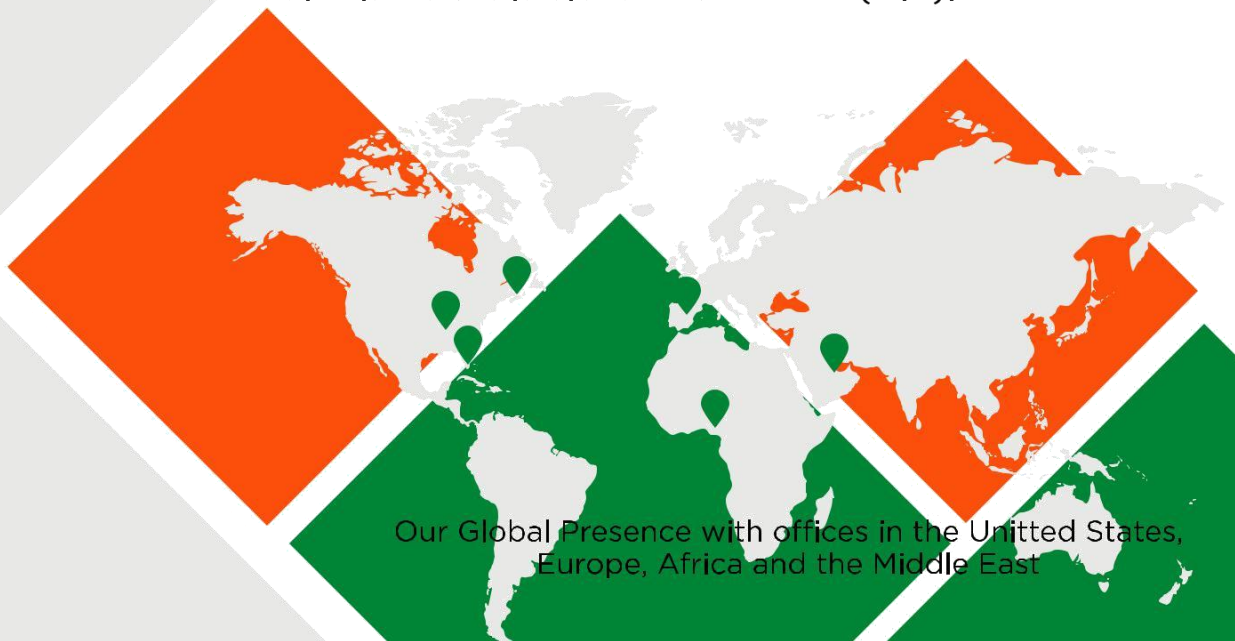 Our Global Presence with offices in the Unitted States,
Europe, Africa and the Middle East